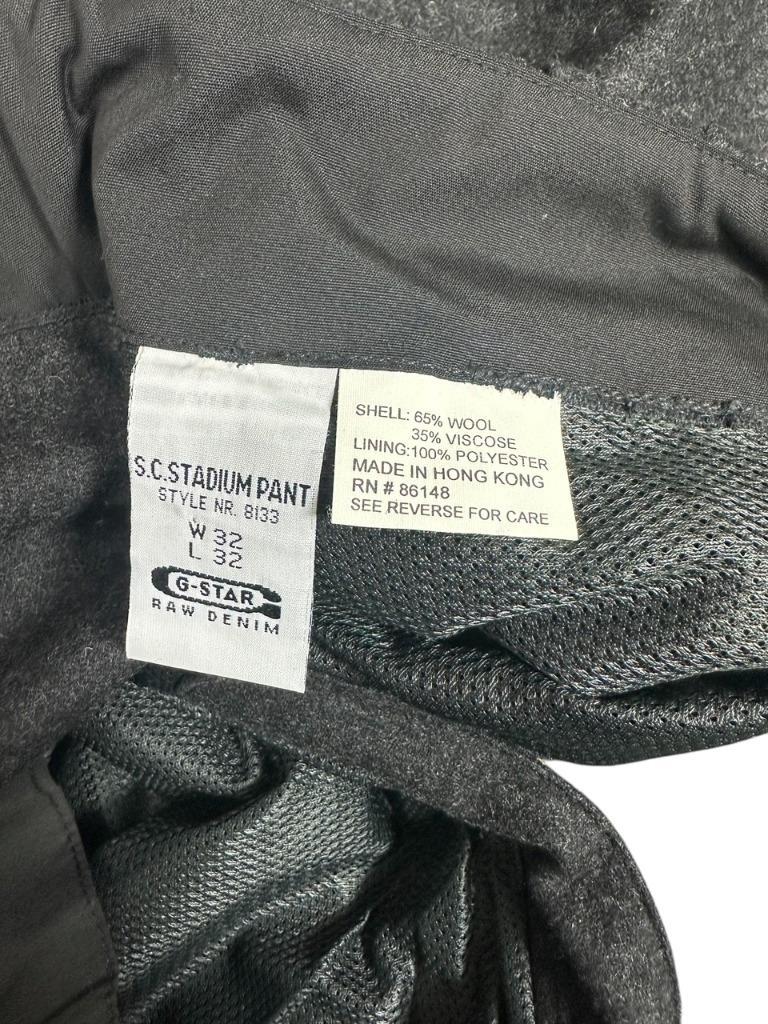 S.C.STADIUM PANT
STYLE NR. 8133
W 32
L 32
G-STAR
RAW DENIM
SHELL: 65% WOOL
35% VISCOSE
LINING:100% POLYESTER
MADE IN HONG KONG
RN # 86148
SEE REVERSE FOR CARE